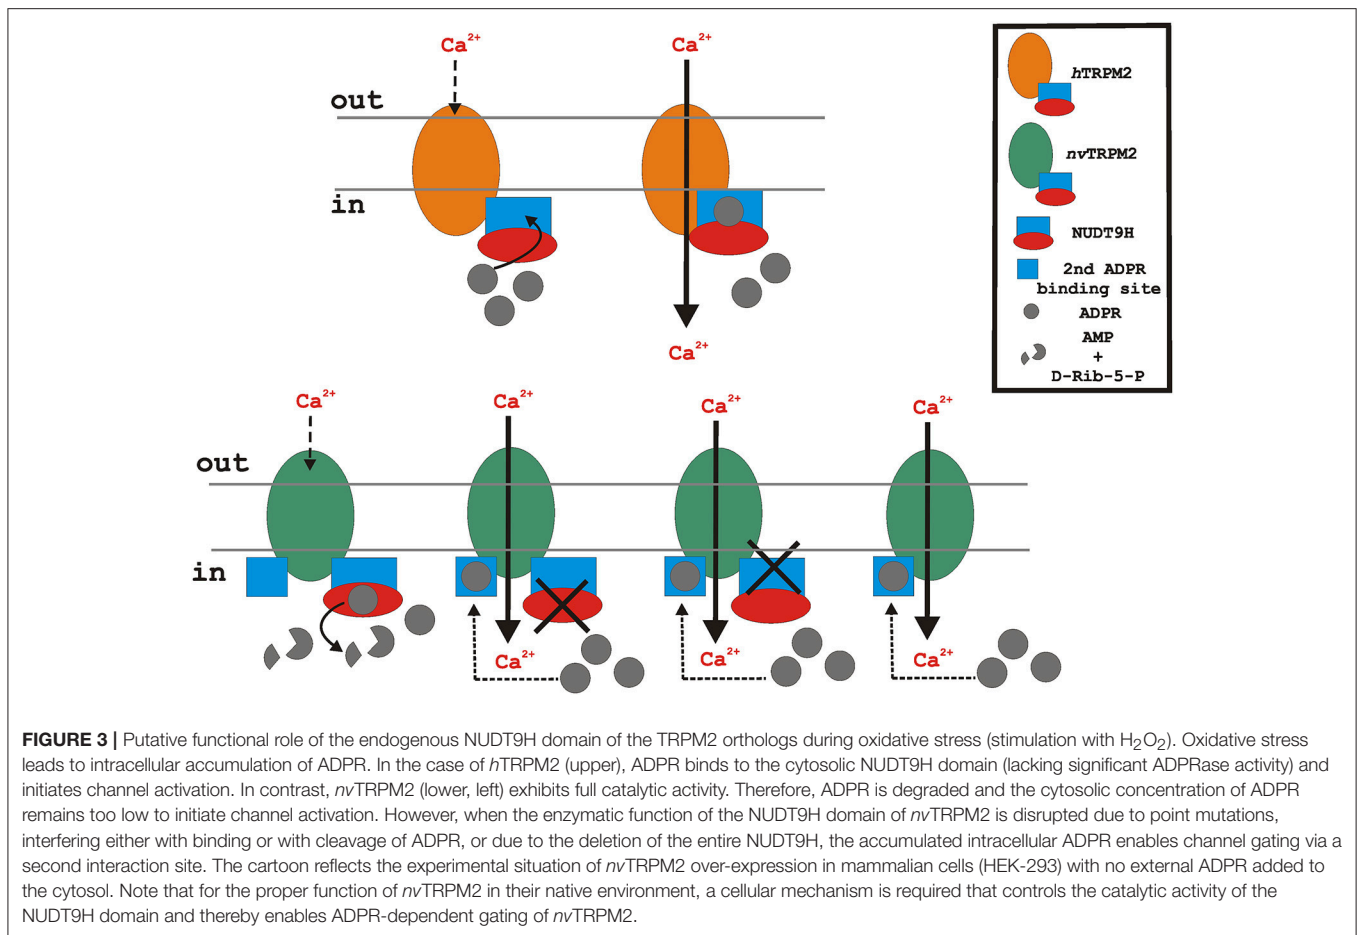 Ca²⁺
Ca²⁺
out
in
Ca²⁺
hTRPM2
nvTRPM2
NUDT9H
2nd ADPR
binding site
ADPR
AMP
+
D-Rib-5-P
Ca²⁺
Ca²⁺
Ca²⁺
Ca²⁺
out
in
Ca²⁺
Ca²⁺
Ca²⁺
FIGURE 3 | Putative functional role of the endogenous NUDT9H domain of the TRPM2 orthologs during oxidative stress (stimulation with H₂O₂). Oxidative stress
leads to intracellular accumulation of ADPR. In the case of hTRPM2 (upper), ADPR binds to the cytosolic NUDT9H domain (lacking significant ADPRase activity) and
initiates channel activation. In contrast, nvTRPM2 (lower, left) exhibits full catalytic activity. Therefore, ADPR is degraded and the cytosolic concentration of ADPR
remains too low to initiate channel activation. However, when the enzymatic function of the NUDT9H domain of nvTRPM2 is disrupted due to point mutations,
interfering either with binding or with cleavage of ADPR, or due to the deletion of the entire NUDT9H, the accumulated intracellular ADPR enables channel gating via a
second interaction site. The cartoon reflects the experimental situation of nvTRPM2 over-expression in mammalian cells (HEK-293) with no external ADPR added to
the cytosol. Note that for the proper function of nvTRPM2 in their native environment, a cellular mechanism is required that controls the catalytic activity of the
NUDT9H domain and thereby enables ADPR-dependent gating of nvTRPM2.